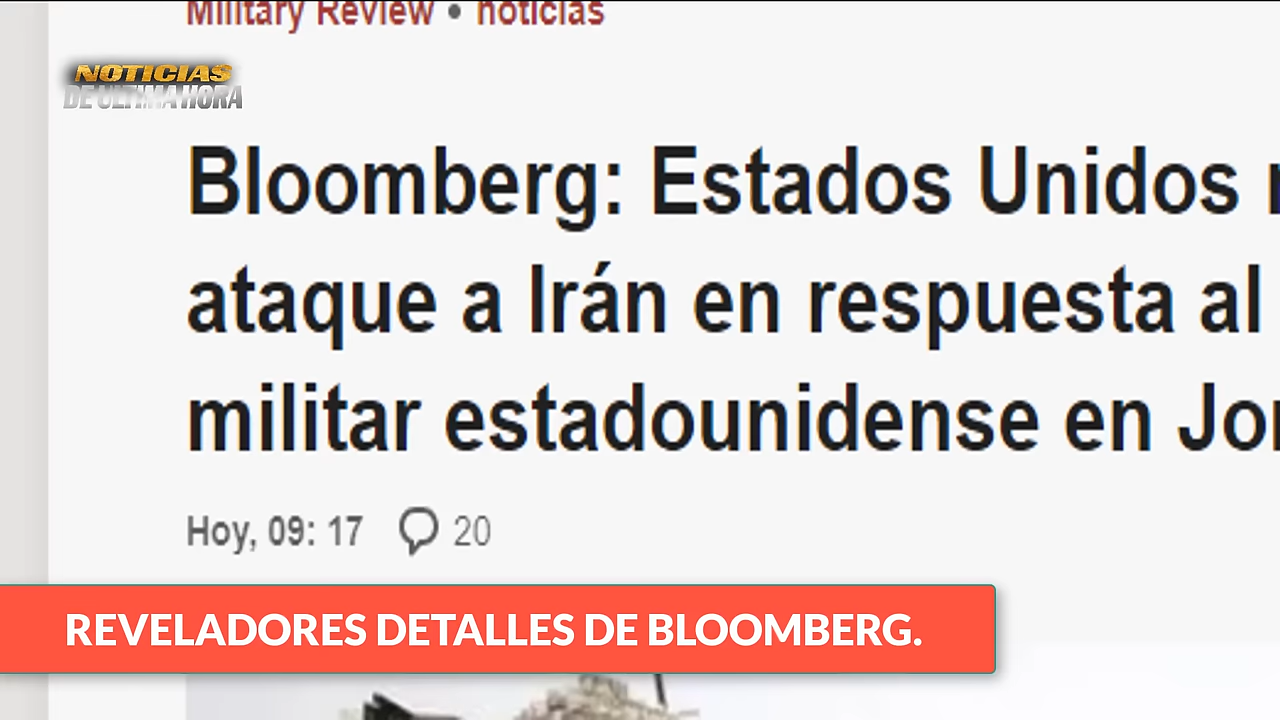 Military Review • noticias
NOTICIAS
DE ULTIMA HORA
Bloomberg: Estados Unidos
ataque a Irán en respuesta al
militar estadounidense en Jor
Hoy, 09: 17 20
REVELADORES DETALLES DE BLOOMBERG.